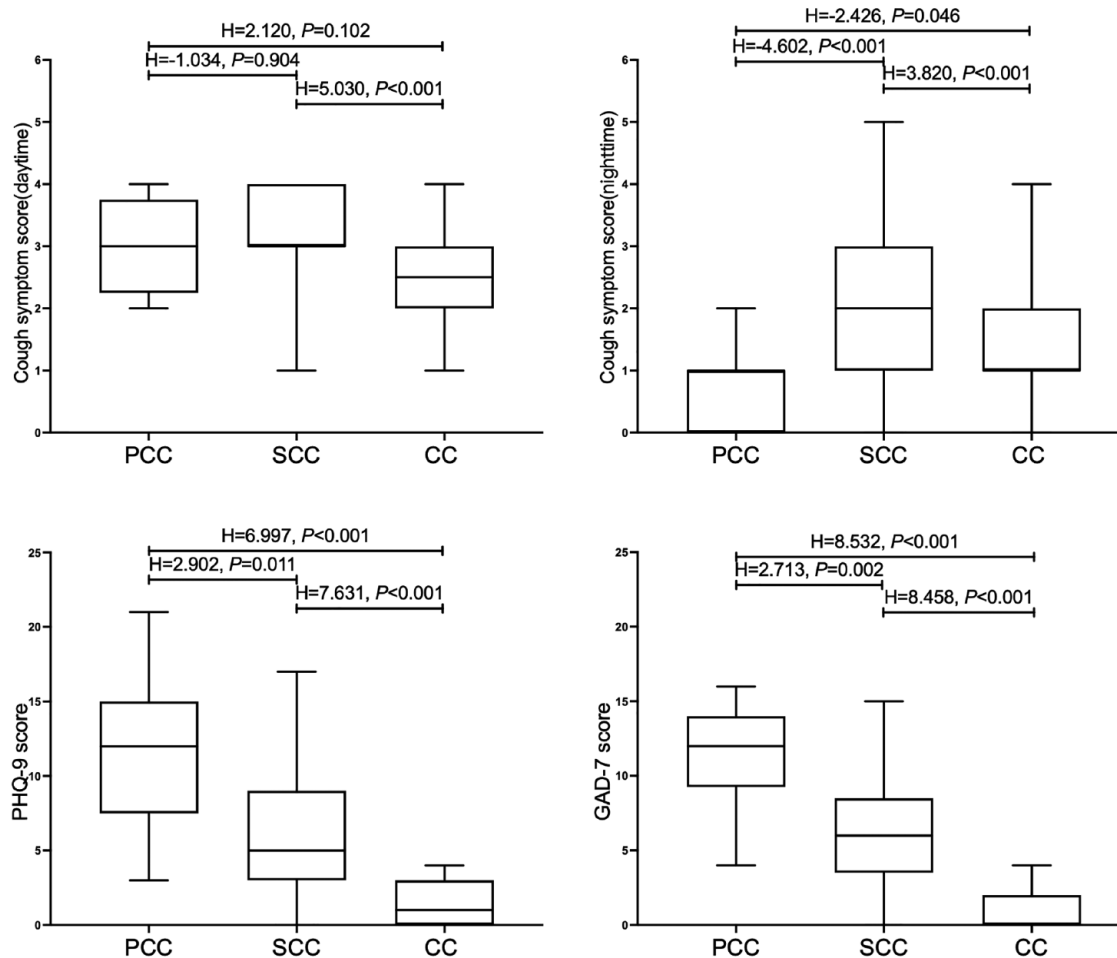 H=2.120, P=0.102
H=-1.034, P=0.904
H=5.030, P<0.001
Cough symptom score(daytime)
6
5
4
3
2
1
0
PCC SCC CC
H=-2.426, P=0.046
H=-4.602, P<0.001
H=3.820, P<0.001
Cough symptom score(nighttime)
6
5
4
3
2
1
0
PCC SCC CC
H=6.997, P<0.001
H=2.902, P=0.011
H=7.631, P<0.001
PHQ-9 score
25
20
15
10
5
0
PCC SCC CC
H=8.532, P<0.001
H=2.713, P=0.002
H=8.458, P<0.001
GAD-7 score
25
20
15
10
5
0
PCC SCC CC